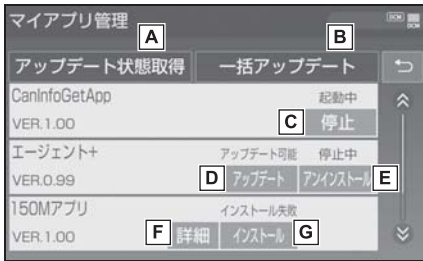 マイアプリ管理
DCM
A
B
アップデート状態取得
一括アップデート
CanInfoGetApp
起動中
VER.1.00
C
停止
エージェント+
アップデート可能
停止中
VER.0.99
D
アップデート
アンインストール
E
150Mアプリ
インストール失敗
VER.1.00
F
詳細
インストール
G